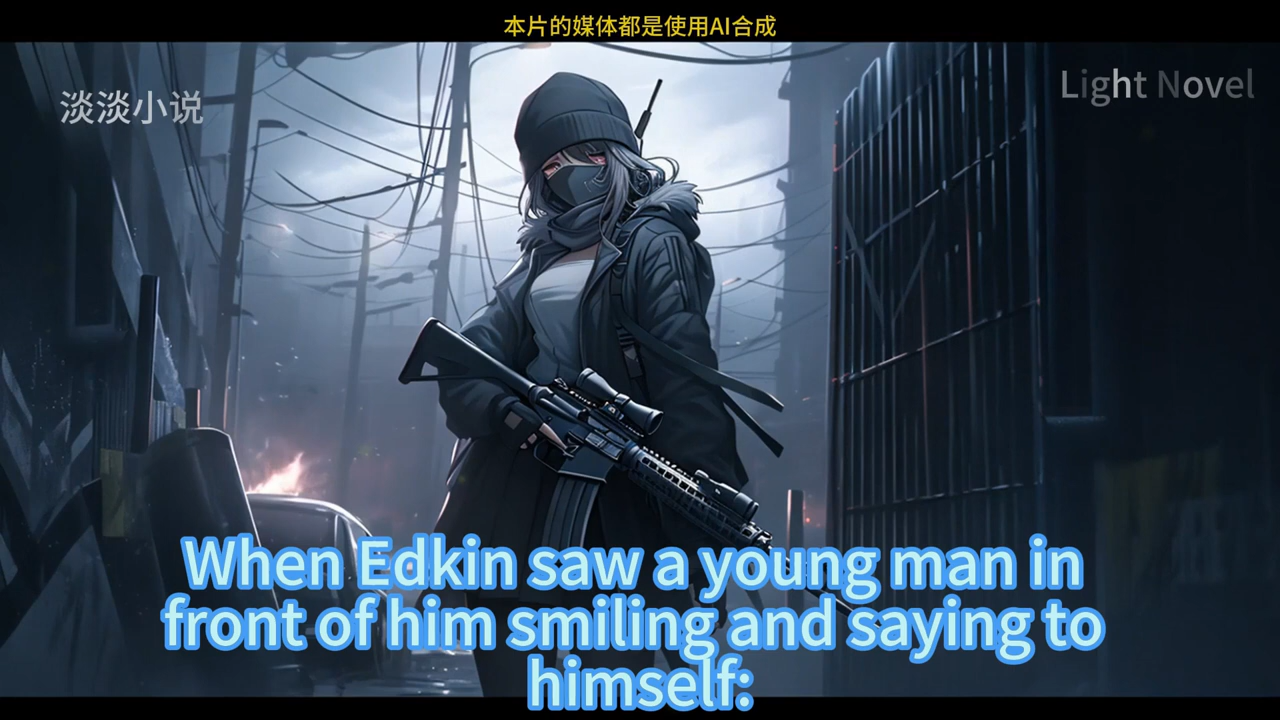 本片的媒体都是使用AI合成
淡淡小说
Light Novel
When Edkin saw a young man in
front of him smiling and saying to
himself: